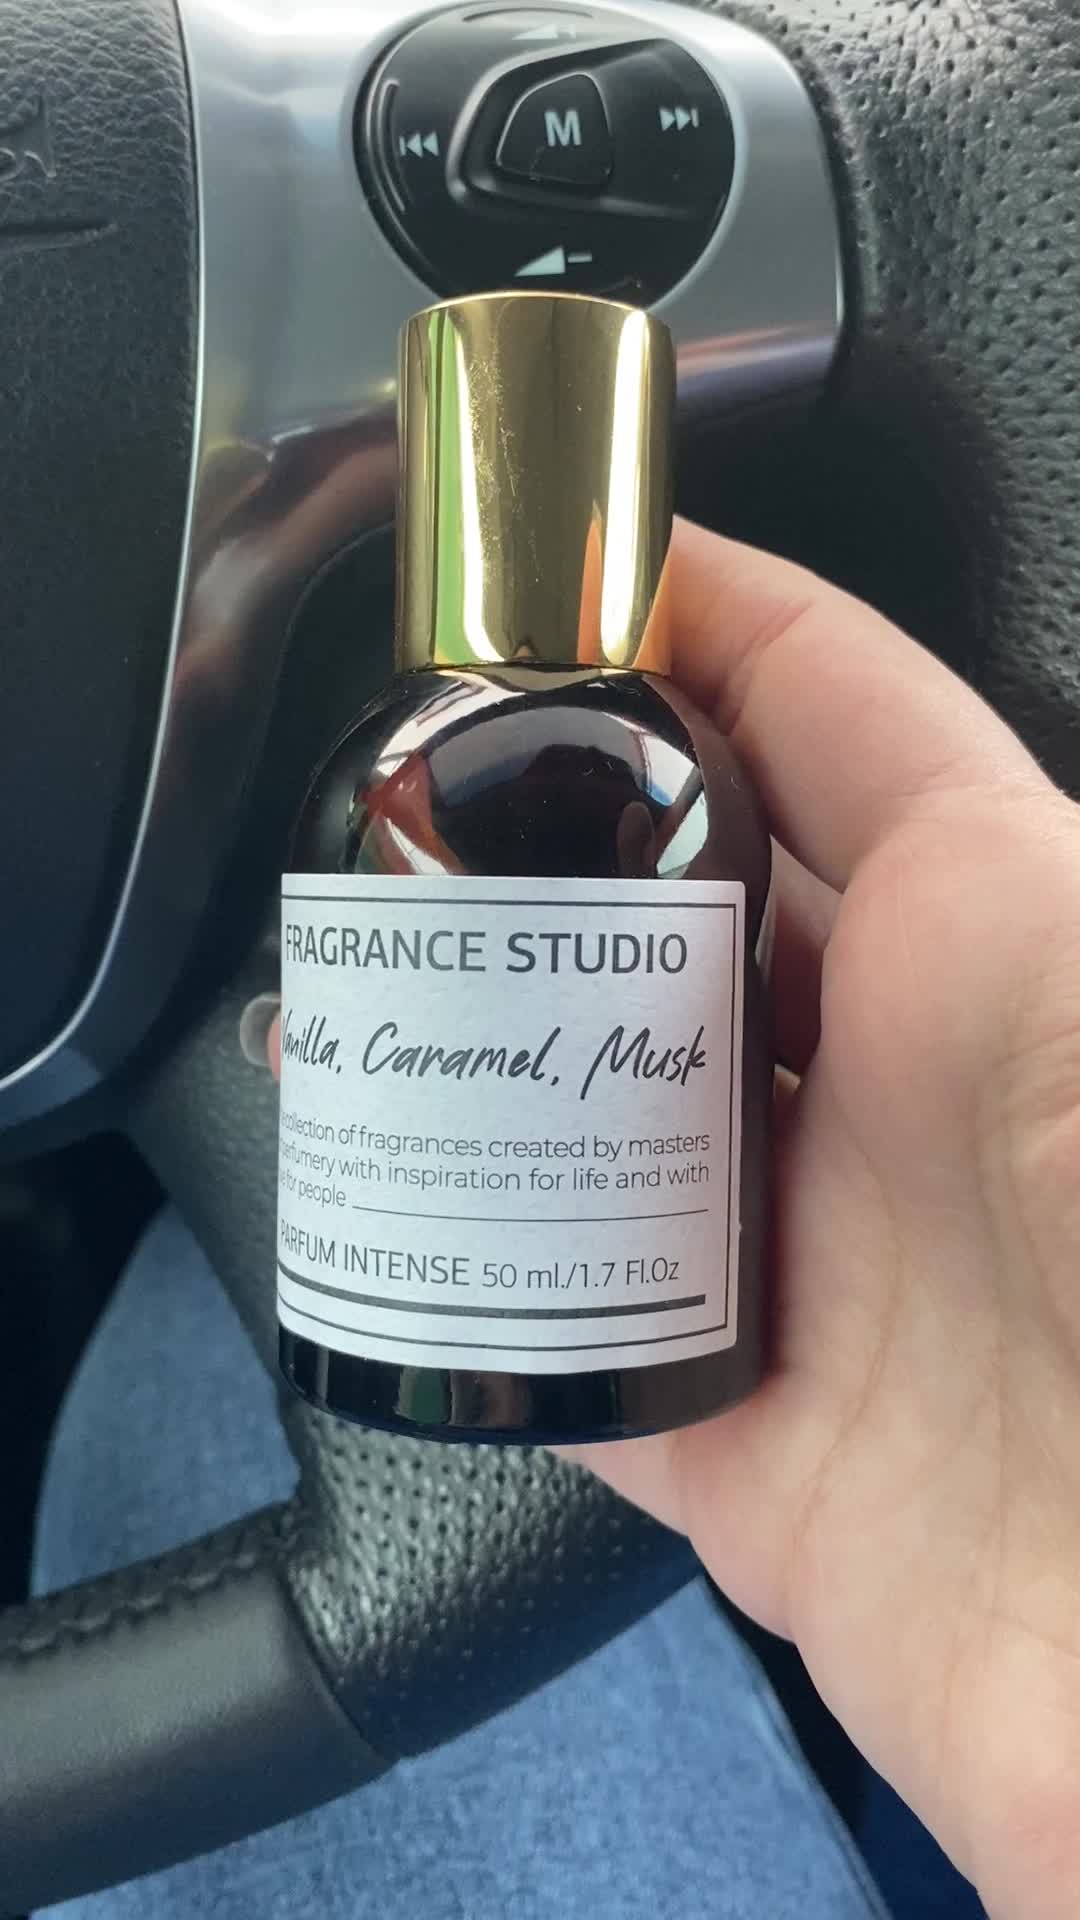 M
FRAGRANCE STUDIO
Vanilla, Caramel, Musk
collection of fragrances created by masters
perfumery with inspiration for life and with
for people
PARFUM INTENSE 50 ml./1.7 Fl.Oz